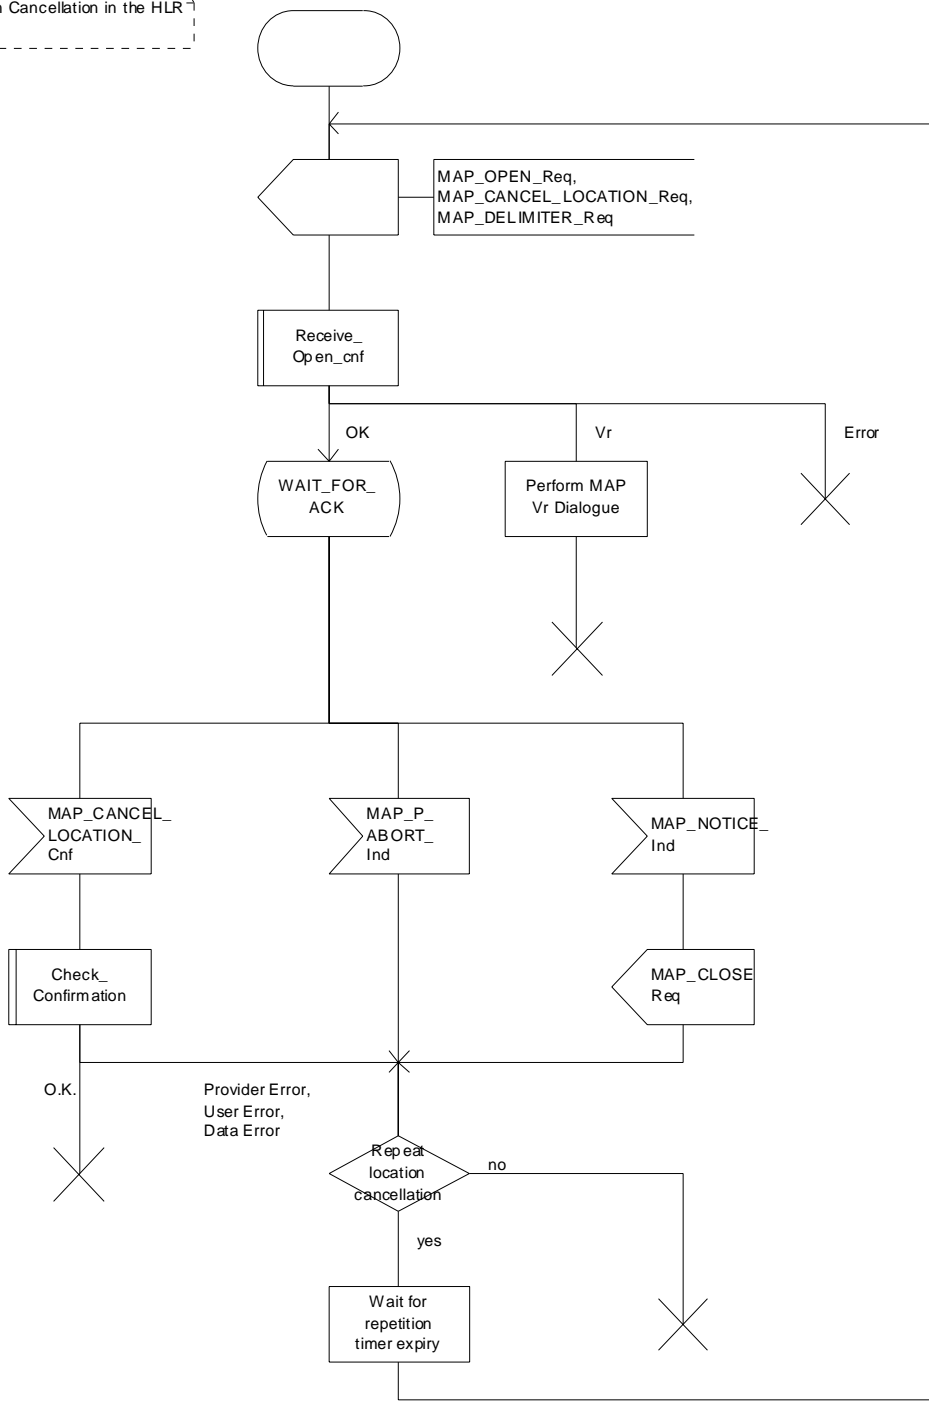 Cancellation in the HLR
MAP_OPEN_Req,
MAP_CANCEL_LOCATION_Req,
MAP_DELIMITER_Req
Receive_
Open_cnf
OK
Vr
Error
WAIT_FOR_
ACK
Perform MAP
Vr Dialogue
MAP_CANCEL_
LOCATION_
Cnf
MAP_P_
ABORT_
Ind
MAP_NOTICE_
Ind
Check_
Confirmation
MAP_CLOSE
Req
O.K.
Provider Error,
User Error,
Data Error
Repeat
location
cancellation
no
yes
Wait for
repetition
timer expiry